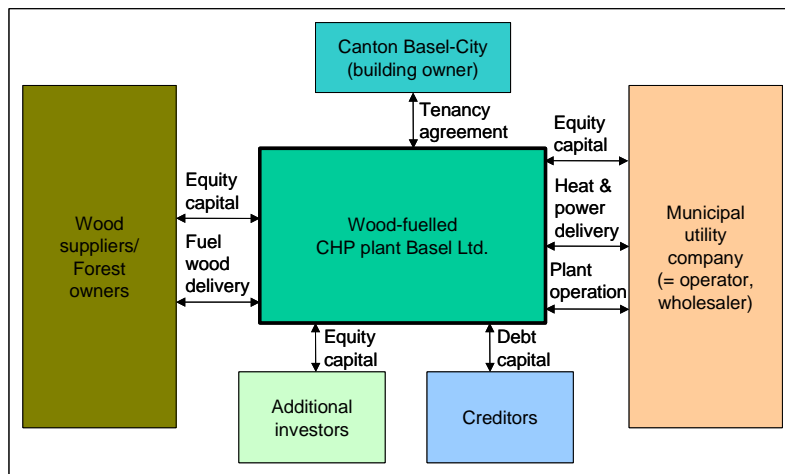 Canton Basel-City
(building owner)
Tenancy
agreement
Equity
capital
Equity
capital
Heat &
power
delivery
Wood
suppliers/
Forest
owners
Wood-fuelled
CHP plant Basel Ltd.
Municipal
utility
company
(= operator,
wholesaler)
Fuel
wood
delivery
Plant
operation
Equity
capital
Debt
capital
Additional
investors
Creditors